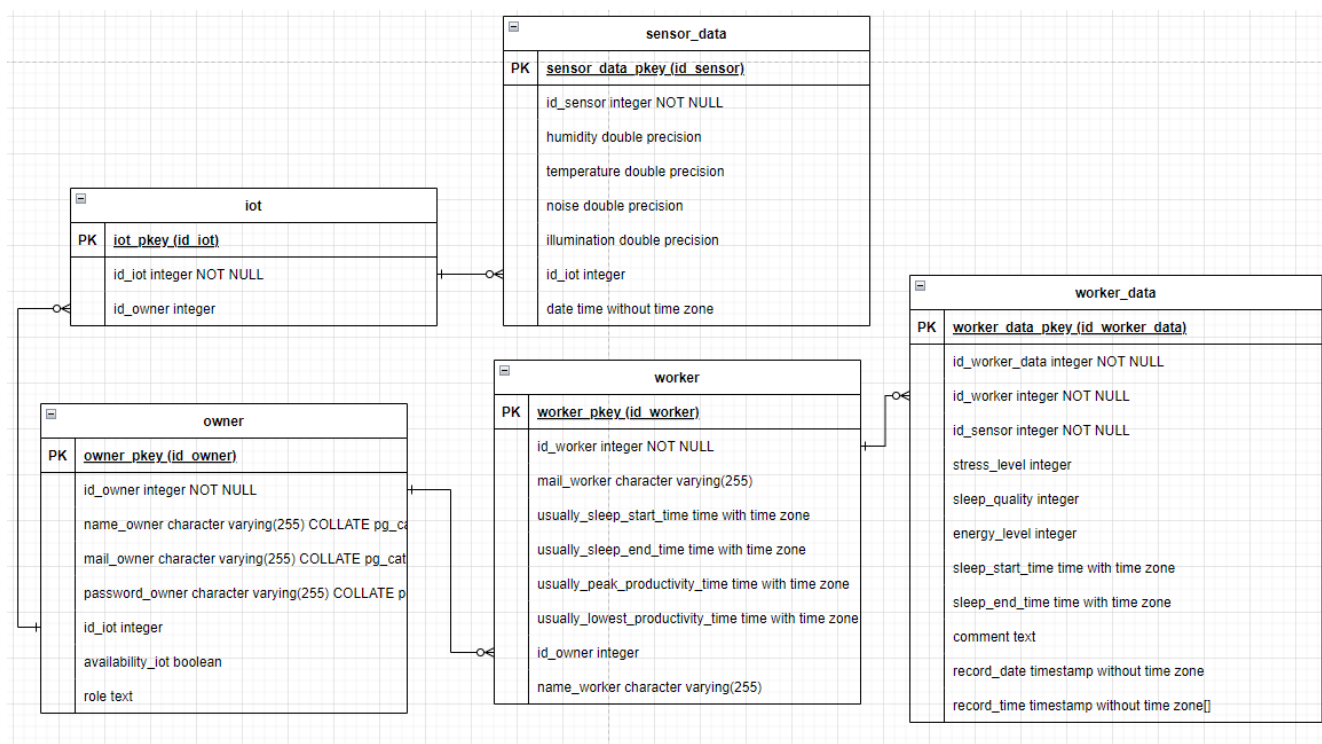 sensor_data
PK sensor_data_pkey (id_sensor)
id_sensor integer NOT NULL
humidity double precision
temperature double precision
noise double precision
illumination double precision
id_iot integer
date time without time zone
iot
PK iot_pkey (id_iot)
id_iot integer NOT NULL
id_owner integer
owner
PK owner_pkey (id_owner)
id_owner integer NOT NULL
name_owner character varying(255) COLLATE pg_ca
mail_owner character varying(255) COLLATE pg_cat
password_owner character varying(255) COLLATE p
id_iot integer
availability_iot boolean
role text
worker
PK worker_pkey (id_worker)
id_worker integer NOT NULL
mail_worker character varying(255)
usually_sleep_start_time time with time zone
usually_sleep_end_time time with time zone
usually_peak_productivity_time time with time zone
usually_lowest_productivity_time time with time zone
id_owner integer
name_worker character varying(255)
worker_data
PK worker_data_pkey (id_worker_data)
id_worker_data integer NOT NULL
id_worker integer NOT NULL
id_sensor integer NOT NULL
stress_level integer
sleep_quality integer
energy_level integer
sleep_start_time time with time zone
sleep_end_time time with time zone
comment text
record_date timestamp without time zone
record_time timestamp without time zone[]